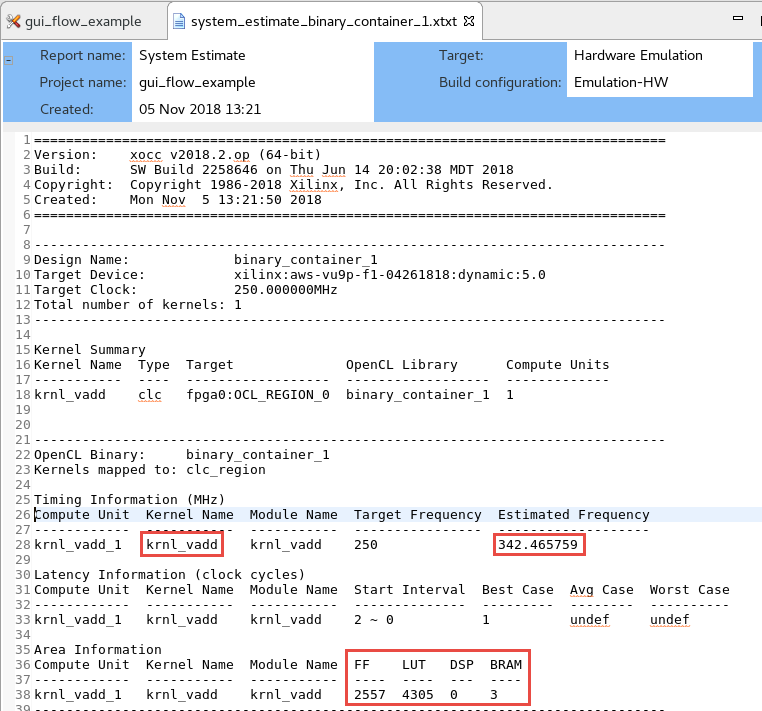 gui_flow_example system_estimate_binary_container_1.xtxt
Report name: System Estimate Target: Hardware Emulation
Project name: gui_flow_example Build configuration: Emulation-HW
Created: 05 Nov 2018 13:21
1 =============================================================================
2 Version: xocc v2018.2.op (64-bit)
3 Build: SW Build 2258646 on Thu Jun 14 20:02:38 MDT 2018
4 Copyright: Copyright 1986-2018 Xilinx, Inc. All Rights Reserved.
5 Created: Mon Nov 5 13:21:50 2018
6 =============================================================================
7
8 -------------------------------------------------------------------------------
9 Design Name: binary_container_1
10 Target Device: xilinx:aws-vu9p-f1-04261818:dynamic:5.0
11 Target Clock: 250.000000MHz
12 Total number of kernels: 1
13 -------------------------------------------------------------------------------
14
15 Kernel Summary
16 Kernel Name Type Target OpenCL Library Compute Units
17 ----------- ---- ------------------ ------------------ -------------
18 krnl_vadd clc fpga0:OCL_REGION_0 binary_container_1 1
19
20
21 -------------------------------------------------------------------------------
22 OpenCL Binary: binary_container_1
23 Kernels mapped to: clc_region
24
25 Timing Information (MHz)
26 Compute Unit Kernel Name Module Name Target Frequency Estimated Frequency
27 ------------ ----------- ----------- ---------------- -------------------
28 krnl_vadd_1 krnl_vadd krnl_vadd 250 342.465759
29
30 Latency Information (clock cycles)
31 Compute Unit Kernel Name Module Name Start Interval Best Case Avg Case Worst Case
32 ------------ ----------- ----------- -------------- --------- -------- ----------
33 krnl_vadd_1 krnl_vadd krnl_vadd 2 ~ 0 1 undef undef
34
35 Area Information
36 Compute Unit Kernel Name Module Name FF LUT DSP BRAM
37 ------------ ----------- ----------- ---- ---- --- ----
38 krnl_vadd_1 krnl_vadd krnl_vadd 2557 4305 0 3
39 -------------------------------------------------------------------------------